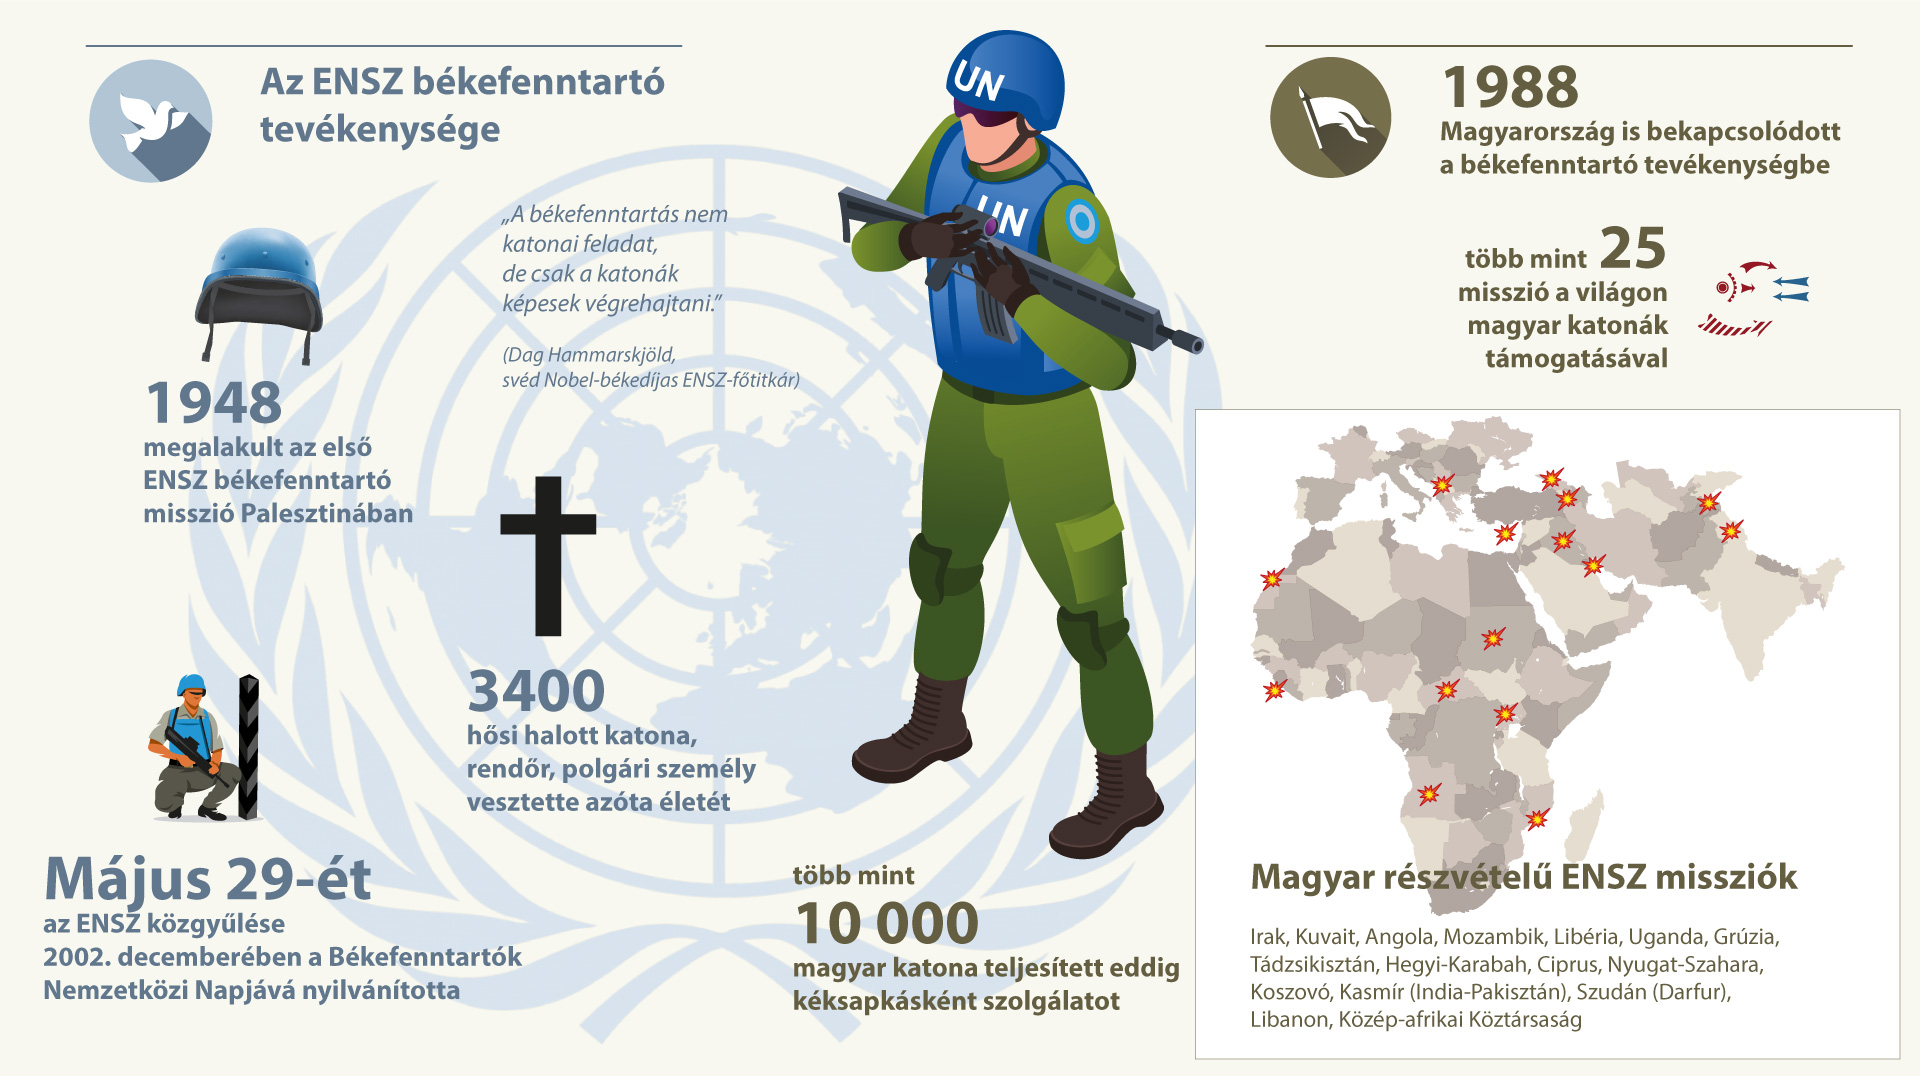 Az ENSZ békefenntartó
tevékenysége
„A békefenntartás nem
katonai feladat,
de csak a katonák
képesek végrehajtani.”
(Dag Hammarskjöld,
svéd Nobel-békedíjas ENSZ-főtitkár)
1948
megalakult az első
ENSZ békefenntartó
misszió Palesztinában
3400
hősi halott katona,
rendőr, polgári személy
vesztette azóta életét
Május 29-ét
az ENSZ közgyűlése
2002. decemberében a Békefenntartók
Nemzetközi Napjává nyilvánította
UN
UN
több mint
10 000
magyar katona teljesített eddig
kéksapkásként szolgálatot
1988
Magyarország is bekapcsolódott
a békefenntartó tevékenységbe
több mint 25
misszió a világon
magyar katonák
támogatásával
Magyar részvételű ENSZ missziók
Irak, Kuvait, Angola, Mozambik, Libéria, Uganda, Grúzia,
Tádzsikisztán, Hegyi-Karabah, Ciprus, Nyugat-Szahara,
Koszovó, Kasmír (India-Pakisztán), Szudán (Darfur),
Libanon, Közép-afrikai Köztársaság